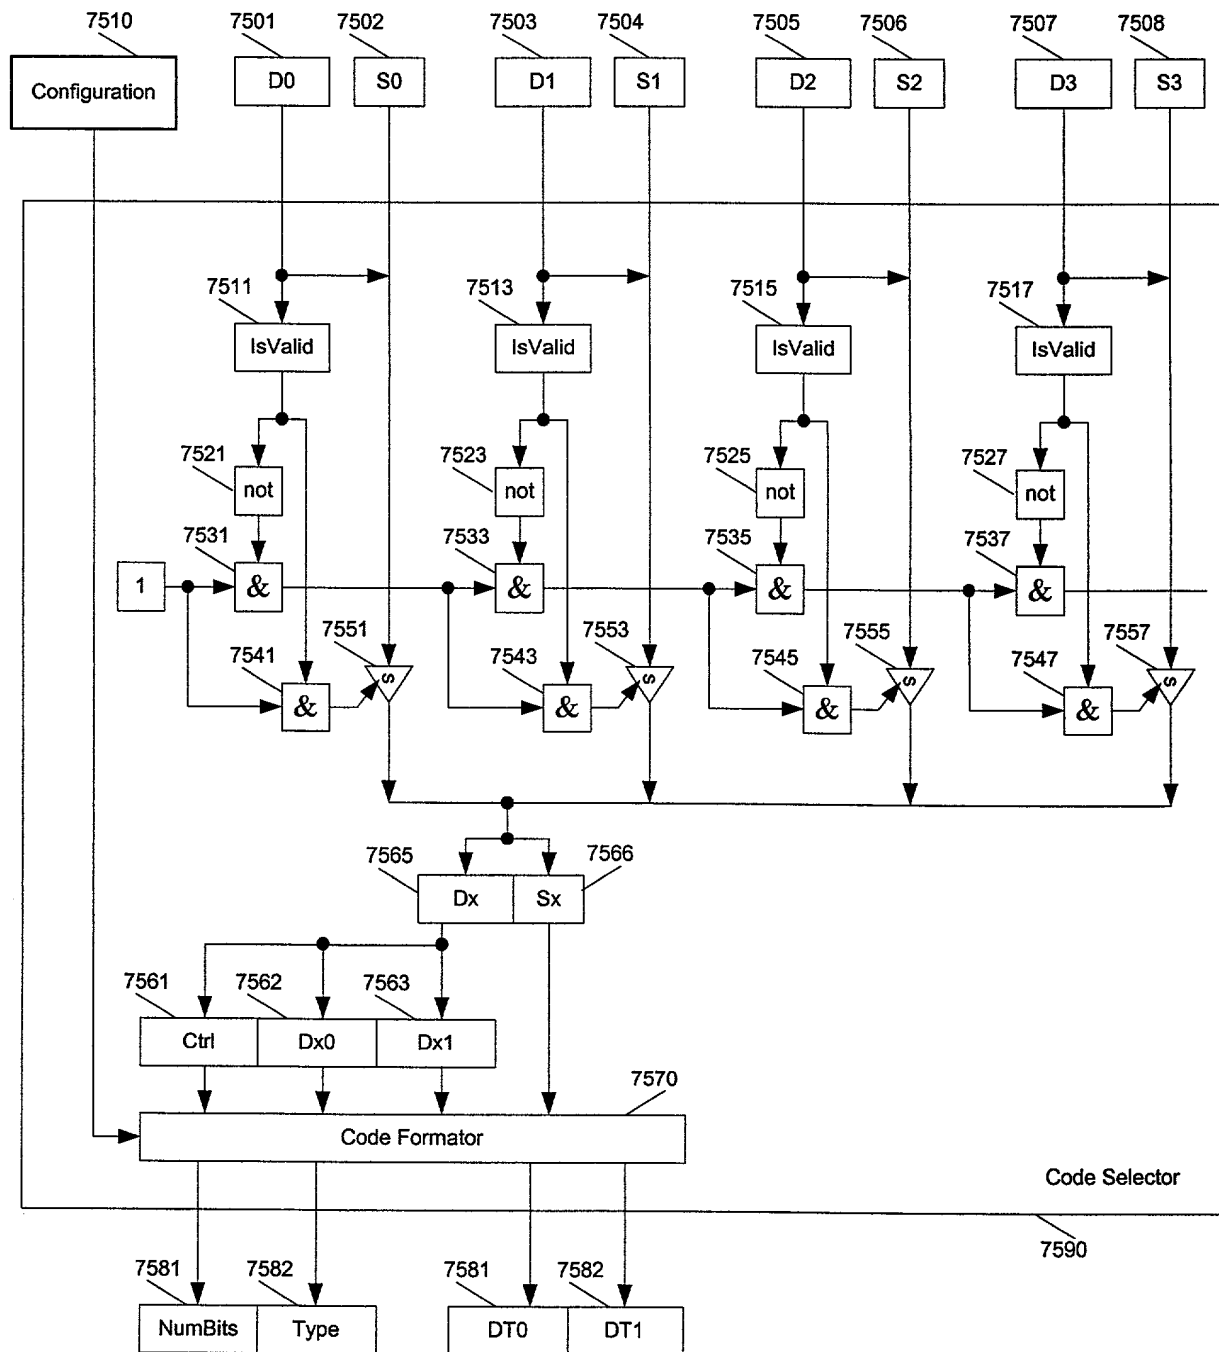 7510 7501 7502 7503 7504 7505 7506 7507 7508
Configuration D0 S0 D1 S1 D2 S2 D3 S3
7511 7513 7515 7517
IsValid IsValid IsValid IsValid
7521 7523 7525 7527
not not not not
7531 7533 7535 7537
1 & & & &
7541 7551 7543 7553 7545 7555 7547 7557
& s & s & s & s
7565 7566
Dx Sx
7561 7562 7563
Ctrl Dx0 Dx1
7570
Code Formator
Code Selector
7590
7581 7582 7581 7582
NumBits Type DT0 DT1